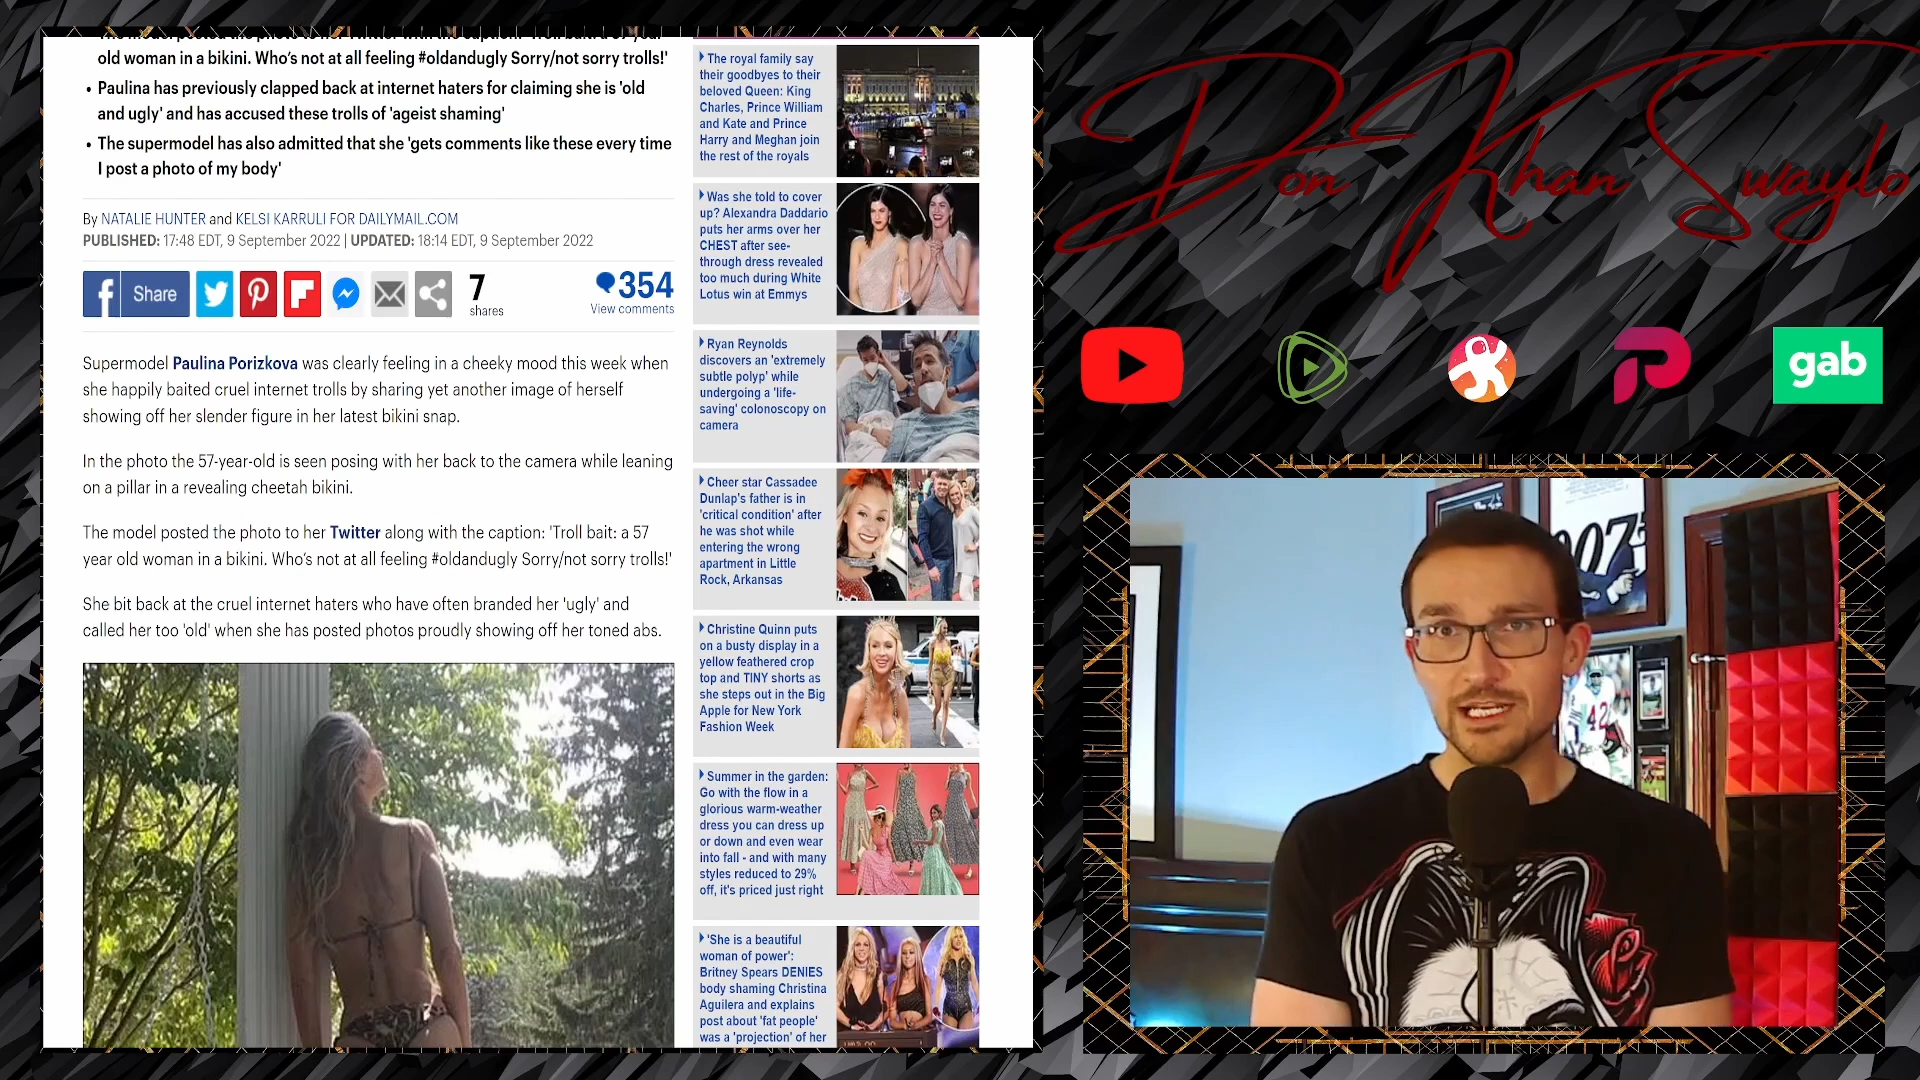 old woman in a bikini. Who's not at all feeling #oldandugly Sorry/not sorry trolls!'
• Paulina has previously clapped back at internet haters for claiming she is 'old
and ugly' and has accused these trolls of 'ageist shaming'
• The supermodel has also admitted that she 'gets comments like these every time
I post a photo of my body'
By NATALIE HUNTER and KELSI KARRULI FOR DAILYMAIL.COM
PUBLISHED: 17:48 EDT, 9 September 2022 | UPDATED: 18:14 EDT, 9 September 2022
f Share
7
shares
354
View comments
Supermodel Paulina Porizkova was clearly feeling in a cheeky mood this week when
she happily baited cruel internet trolls by sharing yet another image of herself
showing off her slender figure in her latest bikini snap.
In the photo the 57-year-old is seen posing with her back to the camera while leaning
on a pillar in a revealing cheetah bikini.
The model posted the photo to her Twitter along with the caption: 'Troll bait: a 57
year old woman in a bikini. Who's not at all feeling #oldandugly Sorry/not sorry trolls!'
She bit back at the cruel internet haters who have often branded her 'ugly' and
called her too 'old' when she has posted photos proudly showing off her toned abs.
The royal family say
their goodbyes to their
beloved Queen: King
Charles, Prince William
and Kate and Prince
Harry and Meghan join
the rest of the royals
Was she told to cover
up? Alexandra Daddario
puts her arms over her
CHEST after see-
through dress revealed
too much during White
Lotus win at Emmys
Ryan Reynolds
discovers an 'extremely
subtle polyp' while
undergoing a 'life-
saving' colonoscopy on
camera
Cheer star Cassadee
Dunlap's father is in
'critical condition' after
he was shot while
entering the wrong
apartment in Little
Rock, Arkansas
Christine Quinn puts
on a busty display in a
yellow feathered crop
top and TINY shorts as
she steps out in the Big
Apple for New York
Fashion Week
Summer in the garden:
Go with the flow in a
glorious warm-weather
dress you can dress up
or down and even wear
into fall - and with many
styles reduced to 29%
off, it's priced just right
'She is a beautiful
woman of power':
Britney Spears DENIES
body shaming Christina
Aguilera and explains
post about 'fat people'
was a 'projection' of her
Don Khan Swaylo
gab
007
42